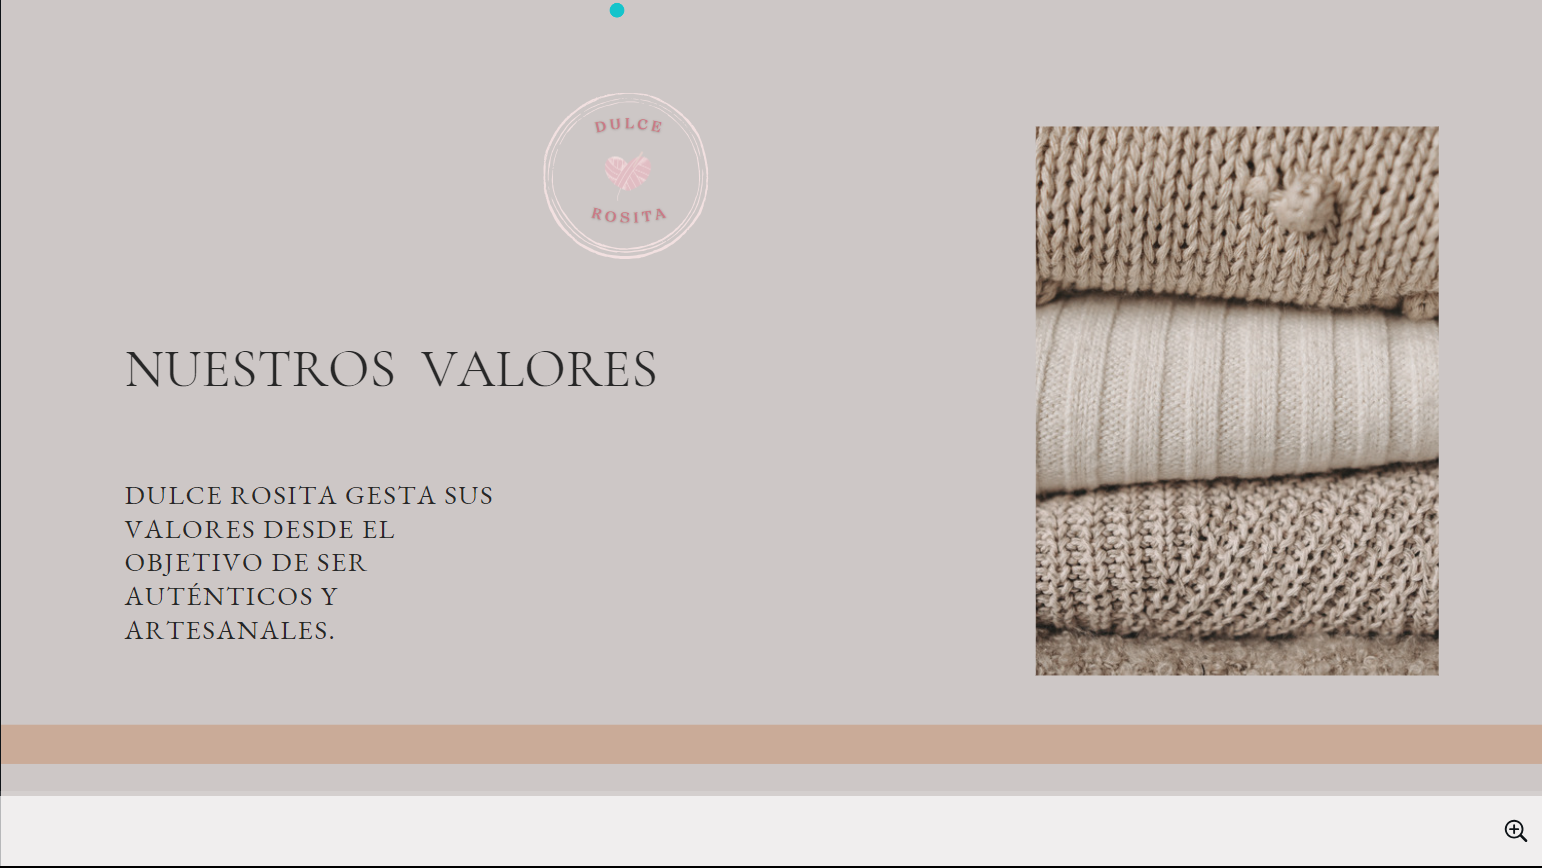 DULCE
ROSITA
NUESTROS VALORES
DULCE ROSITA GESTA SUS
VALORES DESDE EL
OBJETIVO DE SER
AUTÉNTICOS Y
ARTESANALES.